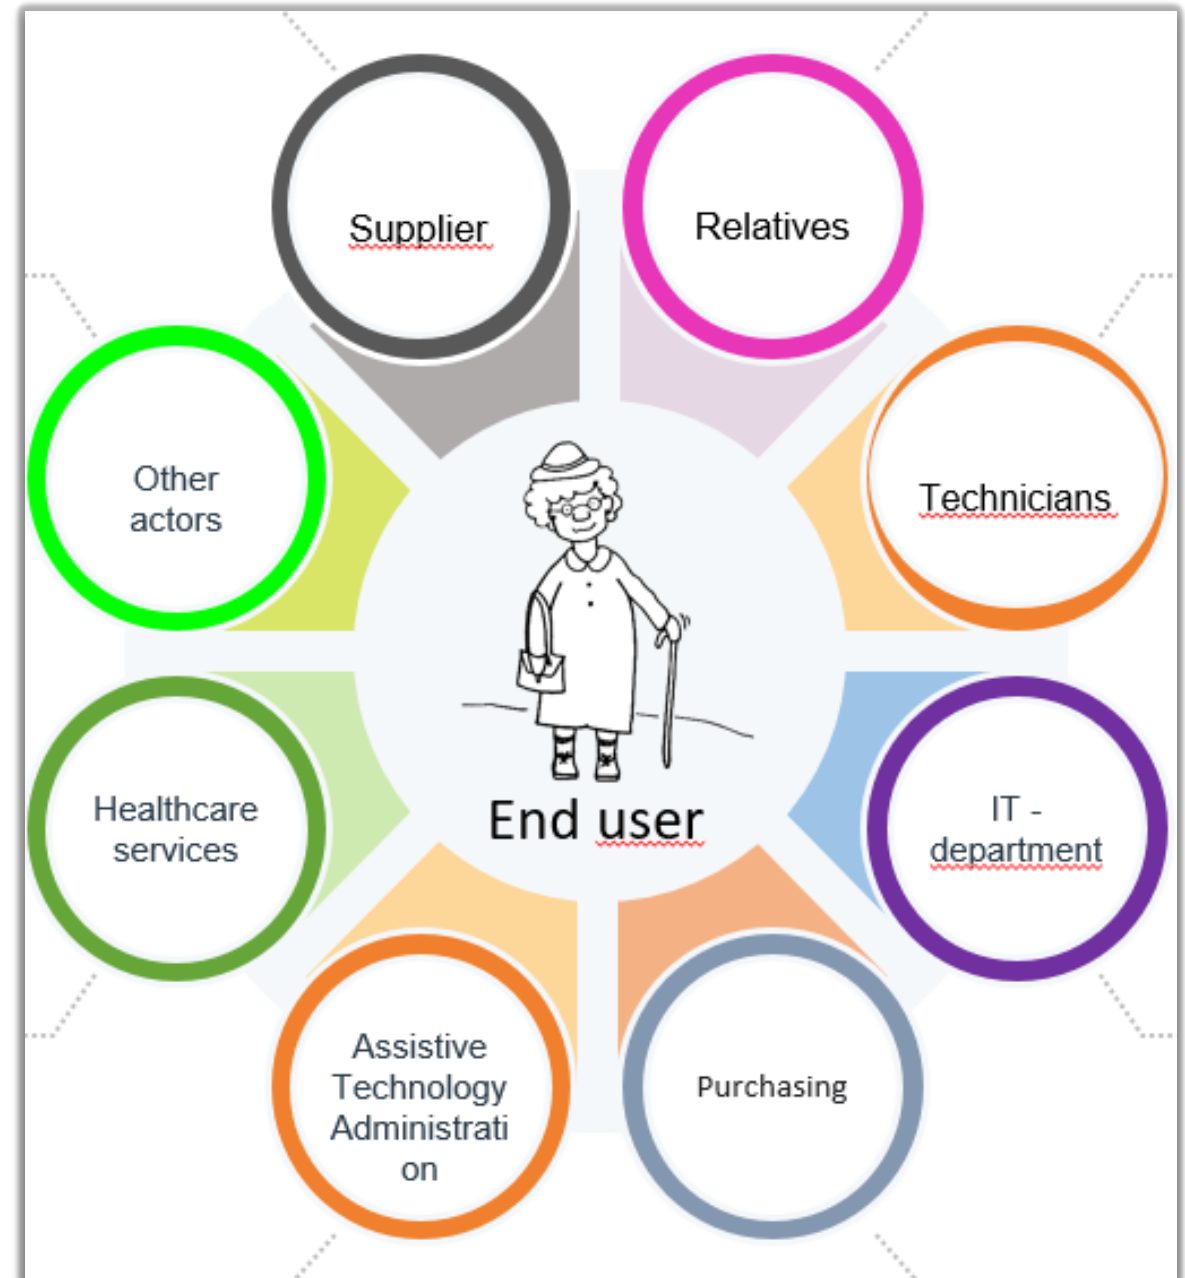 Supplier
Relatives
Other
actors
Technicians
End user
Healthcare
services
IT -
department
Assistive
Technology
Administrati
on
Purchasing